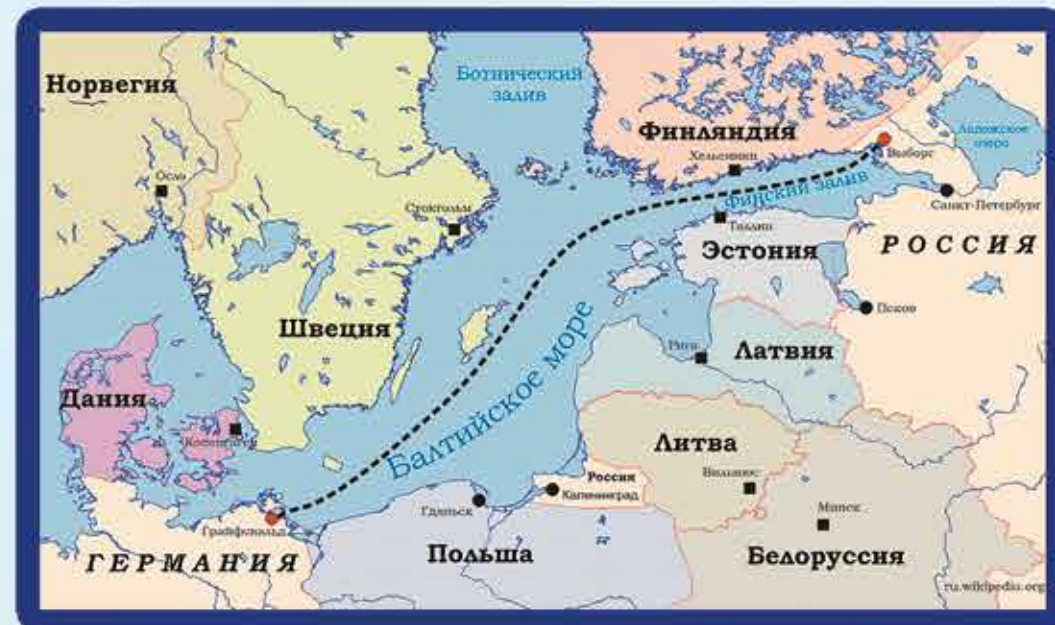 Норвегия
Ботнический
залив
Финляндия
Ладожское
озеро
Осло
Хельсинки
Выборг
Финский залив
Санкт-Петербург
Стокгольм
Таллин
Эстония
РОССИЯ
Швеция
Псков
Рига
Латвия
Дания
Балтийское море
Копенгаген
Литва
Россия
Калининград
Вильнюс
Гданьск
Минск
Грайфсвальд
ГЕРМАНИЯ
Польша
Белоруссия
ru.wikipedia.org